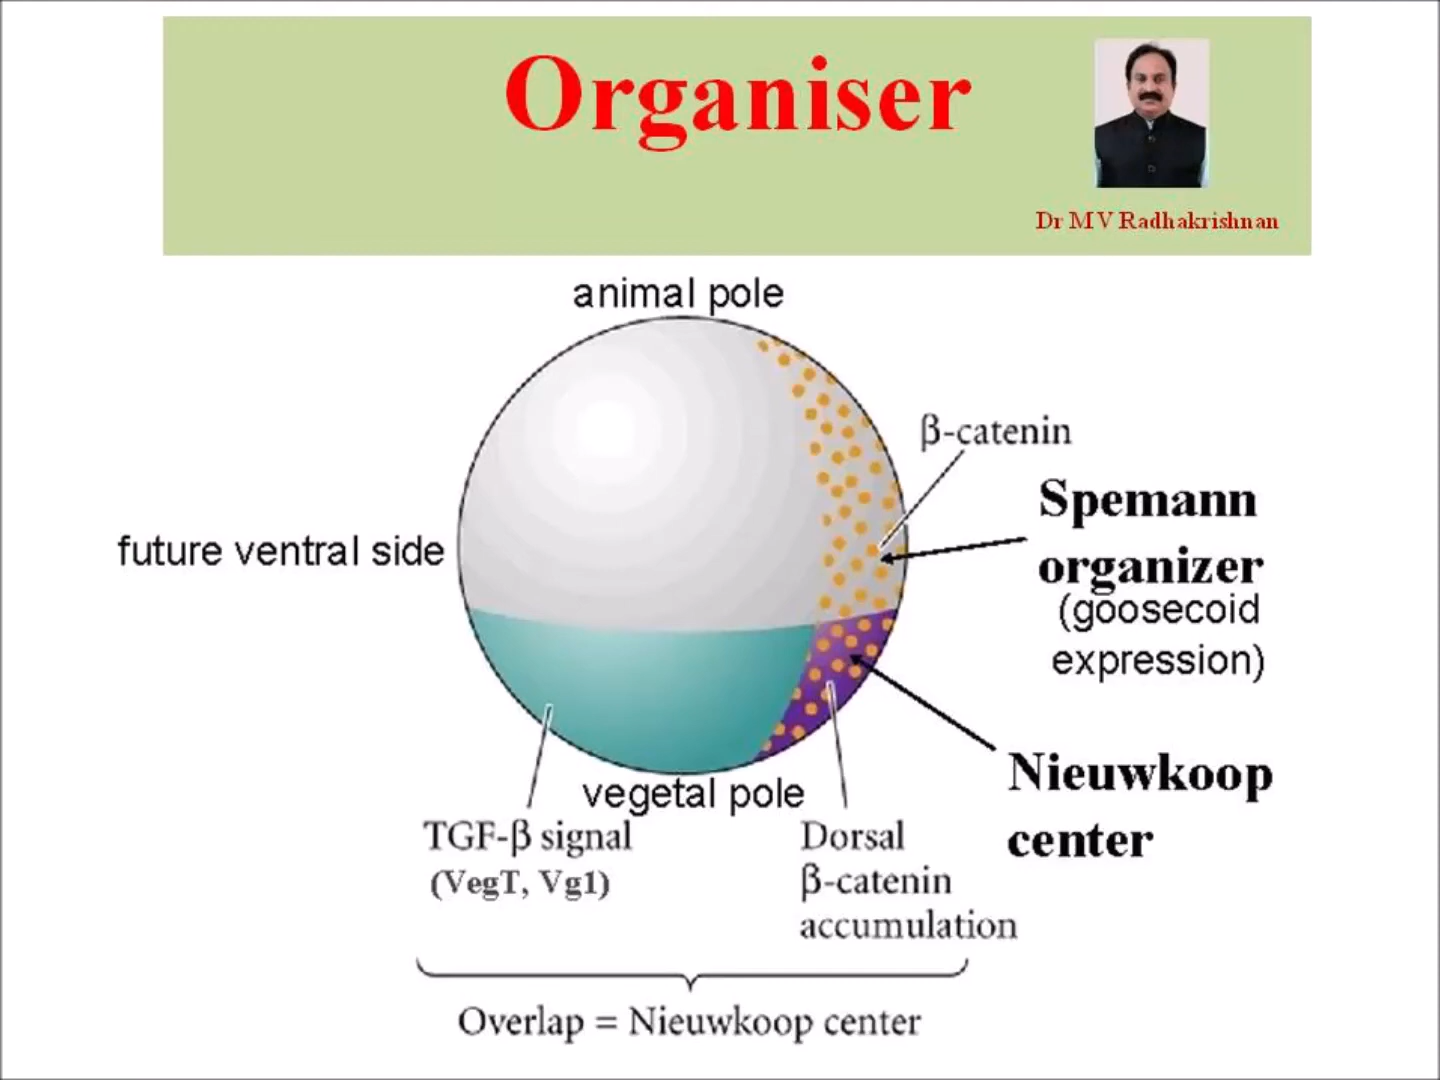 Organiser
Dr M V Radhakrishnan
animal pole
β-catenin
Spemann
organizer
(goosecoid
expression)
future ventral side
Nieuwkoop
center
vegetal pole
TGF-β signal
(VegT, Vg1)
Dorsal
β-catenin
accumulation
Overlap = Nieuwkoop center